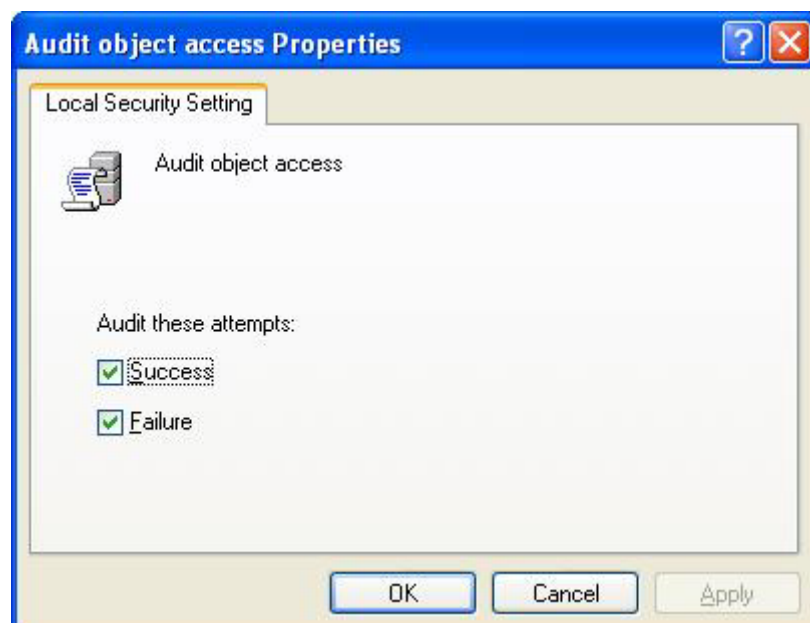 Audit object access Properties
Local Security Setting
Audit object access
Audit these attempts:
Success
Failure
OK Cancel Apply